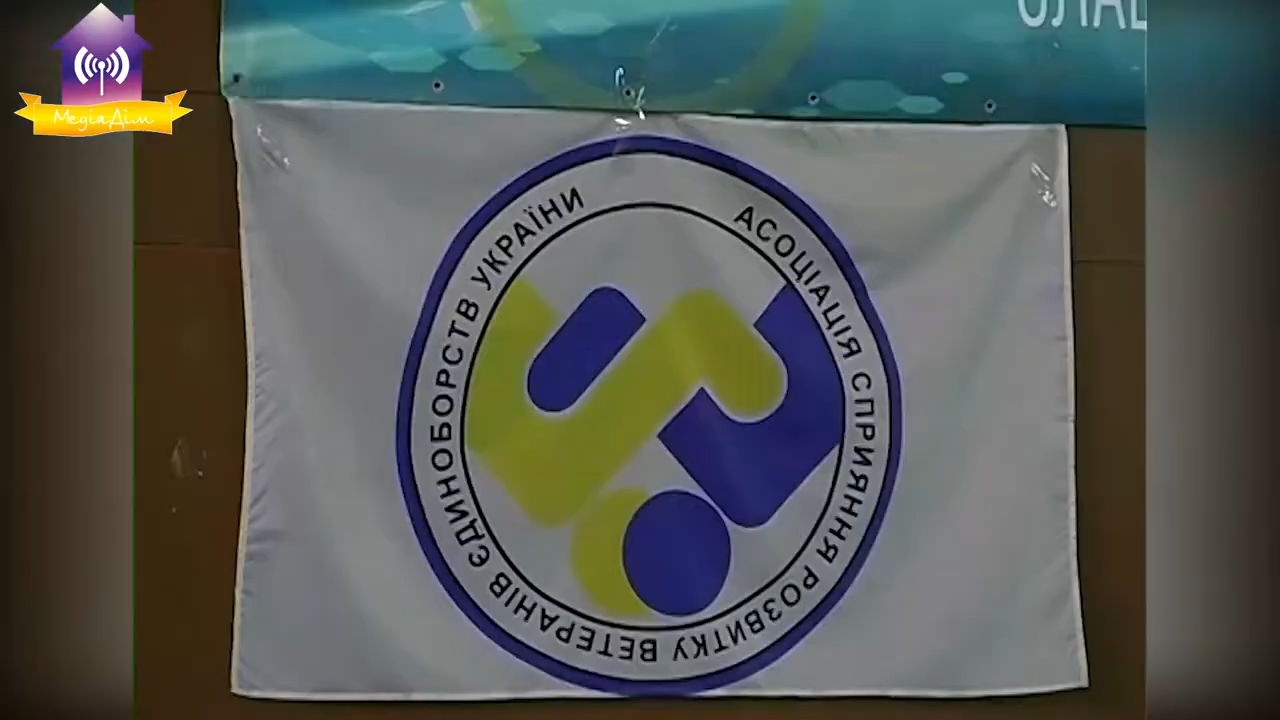 МедіаДім
АСОЦІАЦІЯ СПРИЯННЯ РОЗВИТКУ ВЕТЕРАНІВ ЄДИНОБОРСТВ УКРАЇНИ